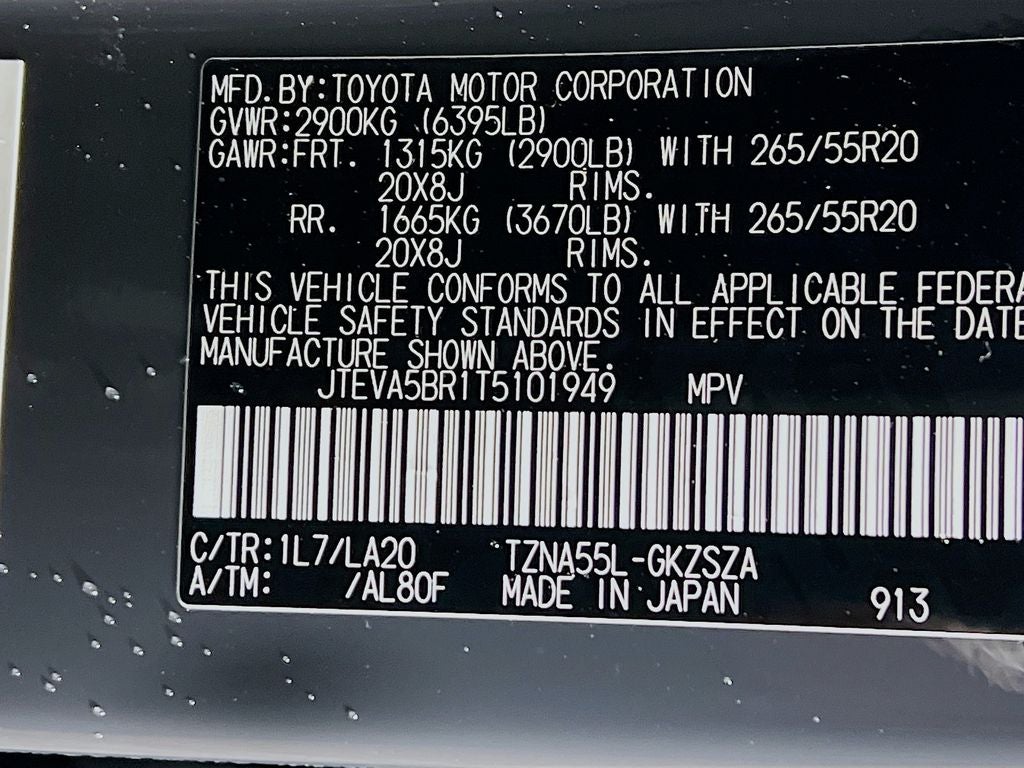 MFD.BY:TOYOTA MOTOR CORPORATION
GVWR:2900KG (6395LB)
GAWR:FRT. 1315KG (2900LB) WITH 265/55R20
20X8J RIMS.
RR. 1665KG (3670LB) WITH 265/55R20
20X8J RIMS.
THIS VEHICLE CONFORMS TO ALL APPLICABLE FEDERA
VEHICLE SAFETY STANDARDS IN EFFECT ON THE DATE
MANUFACTURE SHOWN ABOVE.
JTEVA5BR1T5101949 MPV
C/TR:1L7/LA20 TZNA55L-GKZSZA
A/TM: /AL80F MADE IN JAPAN 913